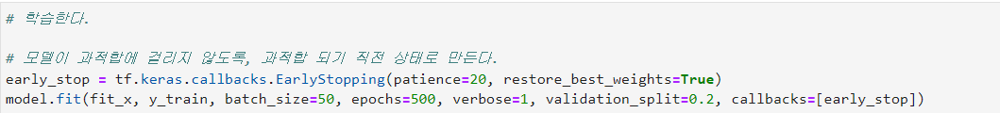 # 학습한다.
# 모델이 과적합에 걸리지 않도록, 과적합 되기 직전 상태로 만든다.
early_stop = tf.keras.callbacks.EarlyStopping(patience=20, restore_best_weights=True)
model.fit(fit_x, y_train, batch_size=50, epochs=500, verbose=1, validation_split=0.2, callbacks=[early_stop])